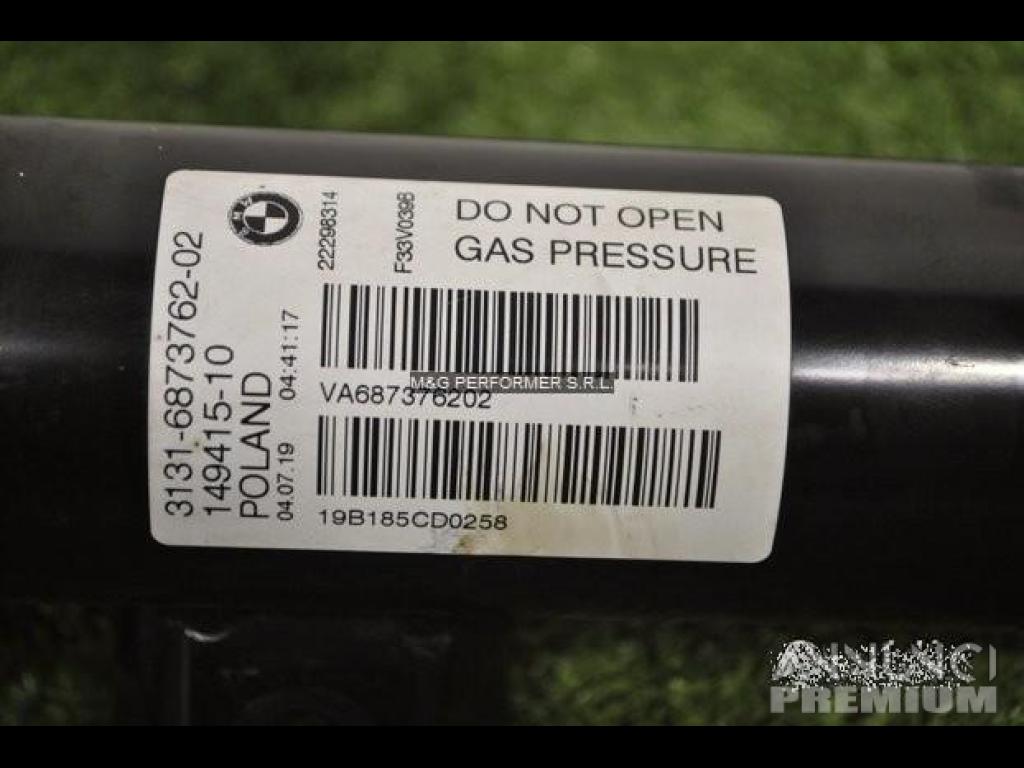 BMW
22298314
F33V0398
DO NOT OPEN
GAS PRESSURE
3131-6873762-02
149415-10
POLAND
04.07.19 04:41:17
M&G PERFORMER S.R.L.
VA687376202
19B185CD0258
PREMIUM